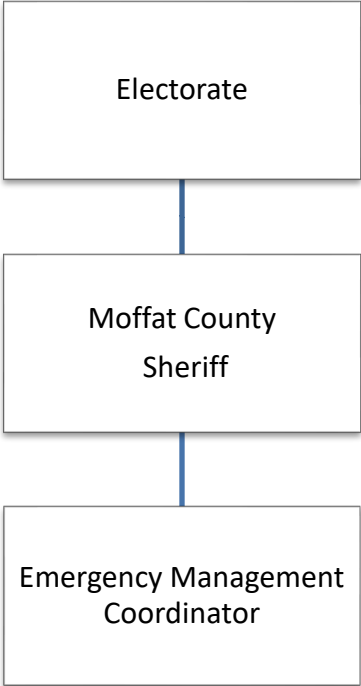 Electorate
Moffat County
Sheriff
Emergency Management
Coordinator